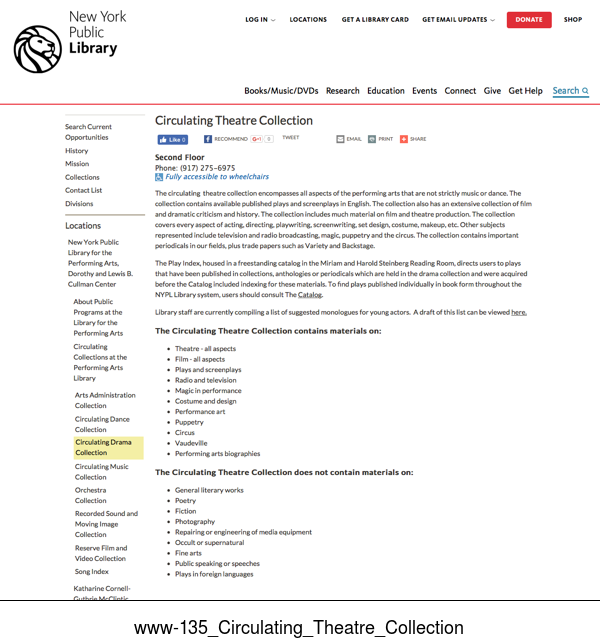 New York
Public
Library
LOG IN
LOCATIONS
GET A LIBRARY CARD
GET EMAIL UPDATES
DONATE
SHOP
Books/Music/DVDs Research Education Events Connect Give Get Help Search
Search Current
Opportunities
History
Mission
Collections
Contact List
Divisions
Locations
New York Public
Library for the
Performing Arts,
Dorothy and Lewis B.
Cullman Center
About Public
Programs at the
Library for the
Performing Arts
Circulating
Collections at the
Performing Arts
Library
Arts Administration
Collection
Circulating Dance
Collection
Circulating Drama
Collection
Circulating Music
Collection
Orchestra
Collection
Recorded Sound and
Moving Image
Collection
Reserve Film and
Video Collection
Song Index
Katharine Cornell-
Guthrie McClintic
Circulating Theatre Collection
Like 0 RECOMMEND G+1 0 TWEET EMAIL PRINT SHARE
Second Floor
Phone: (917) 275-6975
Fully accessible to wheelchairs
The circulating theatre collection encompasses all aspects of the performing arts that are not strictly music or dance. The
collection contains available published plays and screenplays in English. The collection also has an extensive collection of film
and dramatic criticism and history. The collection includes much material on film and theatre production. The collection
covers every aspect of acting, directing, playwriting, screenwriting, set design, costume, makeup, etc. Other subjects
represented include television and radio broadcasting, magic, puppetry and the circus. The collection contains important
periodicals in our fields, plus trade papers such as Variety and Backstage.
The Play Index, housed in a freestanding catalog in the Miriam and Harold Steinberg Reading Room, directs users to plays
that have been published in collections, anthologies or periodicals which are held in the drama collection and were acquired
before the Catalog included indexing for these materials. To find plays published individually in book form throughout the
NYPL Library system, users should consult The Catalog.
Library staff are currently compiling a list of suggested monologues for young actors. A draft of this list can be viewed here.
The Circulating Theatre Collection contains materials on:
Theatre - all aspects
Film - all aspects
Plays and screenplays
Radio and television
Magic in performance
Costume and design
Performance art
Puppetry
Circus
Vaudeville
Performing arts biographies
The Circulating Theatre Collection does not contain materials on:
General literary works
Poetry
Fiction
Photography
Repairing or engineering of media equipment
Occult or supernatural
Fine arts
Public speaking or speeches
Plays in foreign languages
www-135_Circulating_Theatre_Collection